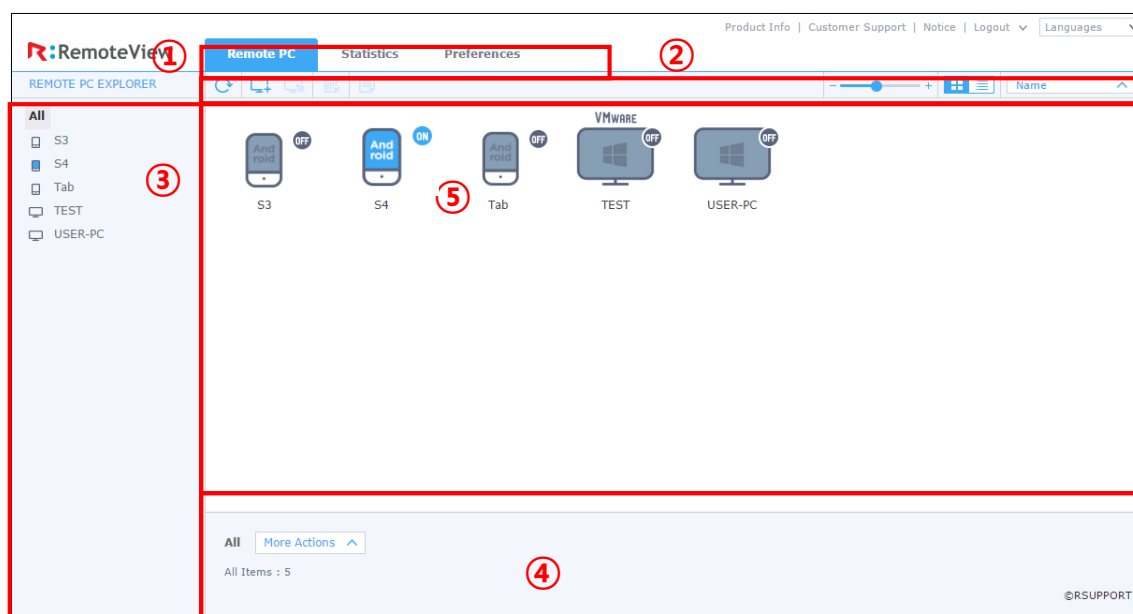 Product Info | Customer Support | Notice | Logout Languages
RemoteView ① Remote PC Statistics Preferences ②
REMOTE PC EXPLORER Name
All
S3
S4
Tab
TEST
USER-PC
③
And
roid
OFF
S3
And
roid
ON
S4
And
roid
OFF
Tab
VMWARE
OFF
TEST
OFF
USER-PC
⑤
All More Actions
All Items : 5
④
©RSUPPORT